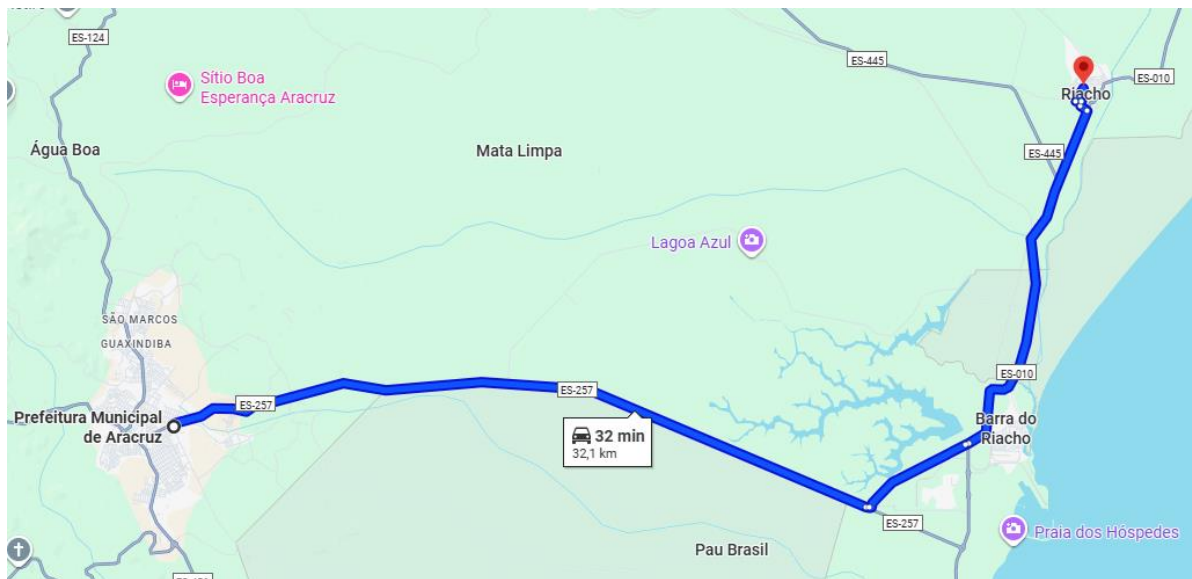 ES-124
ES-445
ES-010
Riacho
Sítio Boa
Esperança Aracruz
Água Boa
Mata Limpa
ES-445
Lagoa Azul
SÃO MARCOS
GUAXINDIBA
ES-010
ES-257
ES-257
Prefeitura Municipal
de Aracruz
32 min
32,1 km
Barra do
Riacho
ES-257
Praia dos Hóspedes
Pau Brasil